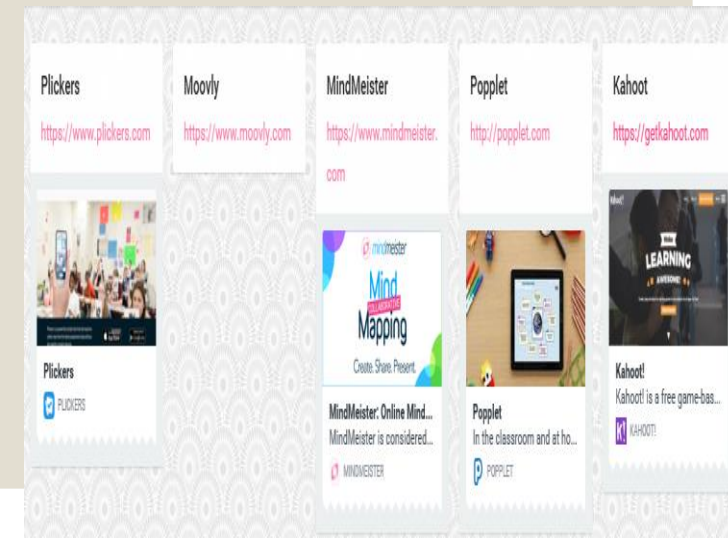 Plickers
https://www.plickers.com
Plickers
PLICKERS
Moovly
https://www.moovly.com
MindMeister
https://www.mindmeister.
com
mindmeister
Mind
COLLABORATIVE
Mapping
Create. Share. Present.
MindMeister: Online Mind...
MindMeister is considered...
MINDMEISTER
Popplet
http://popplet.com
Popplet
In the classroom and at ho...
POPPLET
Kahoot
https://getkahoot.com
Kahoot!
LEARNING
AWESOME!
Kahoot!
Kahoot! is a free game-bas...
K!
KAHOOT!